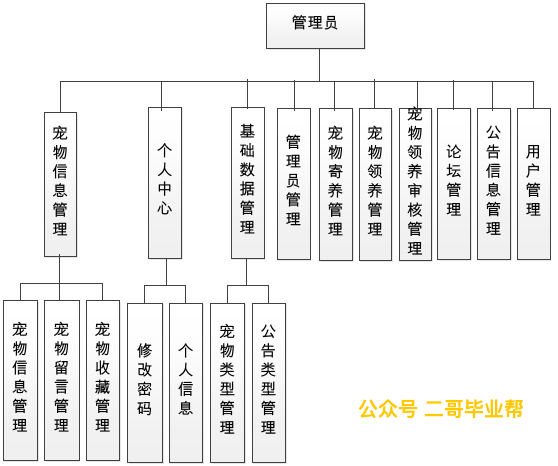 管理员
宠物信息管理
个人中心
基础数据管理
管理员管理
宠物寄养管理
宠物领养管理
宠物领养审核管理
论坛管理
公告信息管理
用户管理
宠物信息管理
宠物留言管理
宠物收藏管理
修改密码
个人信息
宠物类型管理
公告类型管理
公众号 二哥毕业帮